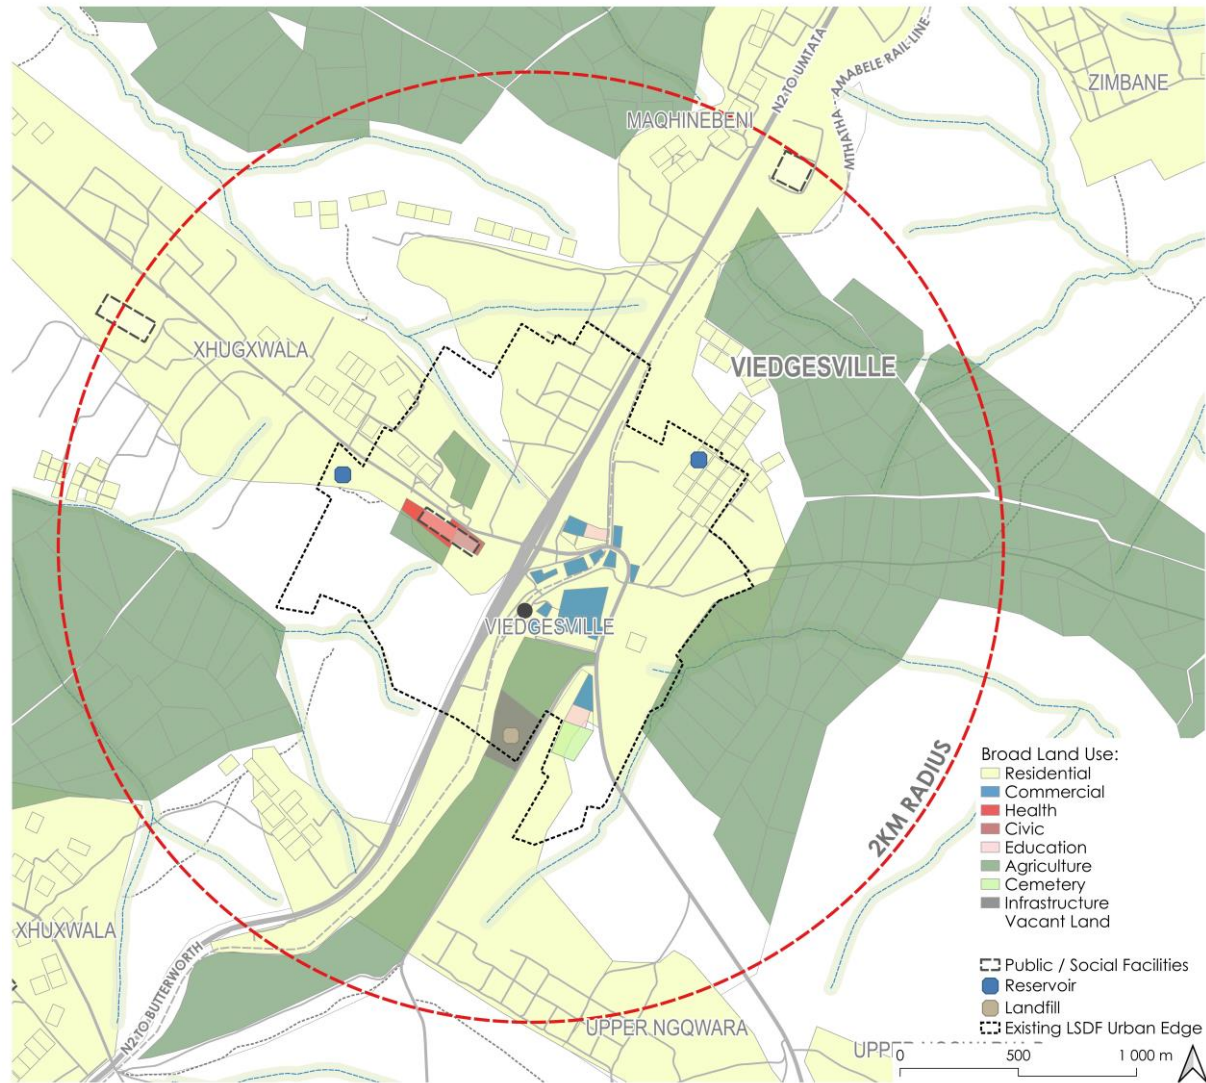 ZIMBANE
N2 TO UMTATA
MTHATHA - AMABELE RAIL LINE
MAQHINEBENI
XHUGXWALA
VIEDGESVILLE
VIEDGESVILLE
2KM RADIUS
XHUXWALA
N2 TO BUTTERWORTH
UPPER NGQWARA
Broad Land Use:
Residential
Commercial
Health
Civic
Education
Agriculture
Cemetery
Infrastructure
Vacant Land
Public / Social Facilities
Reservoir
Landfill
Existing LSDF Urban Edge
0 500 1 000 m